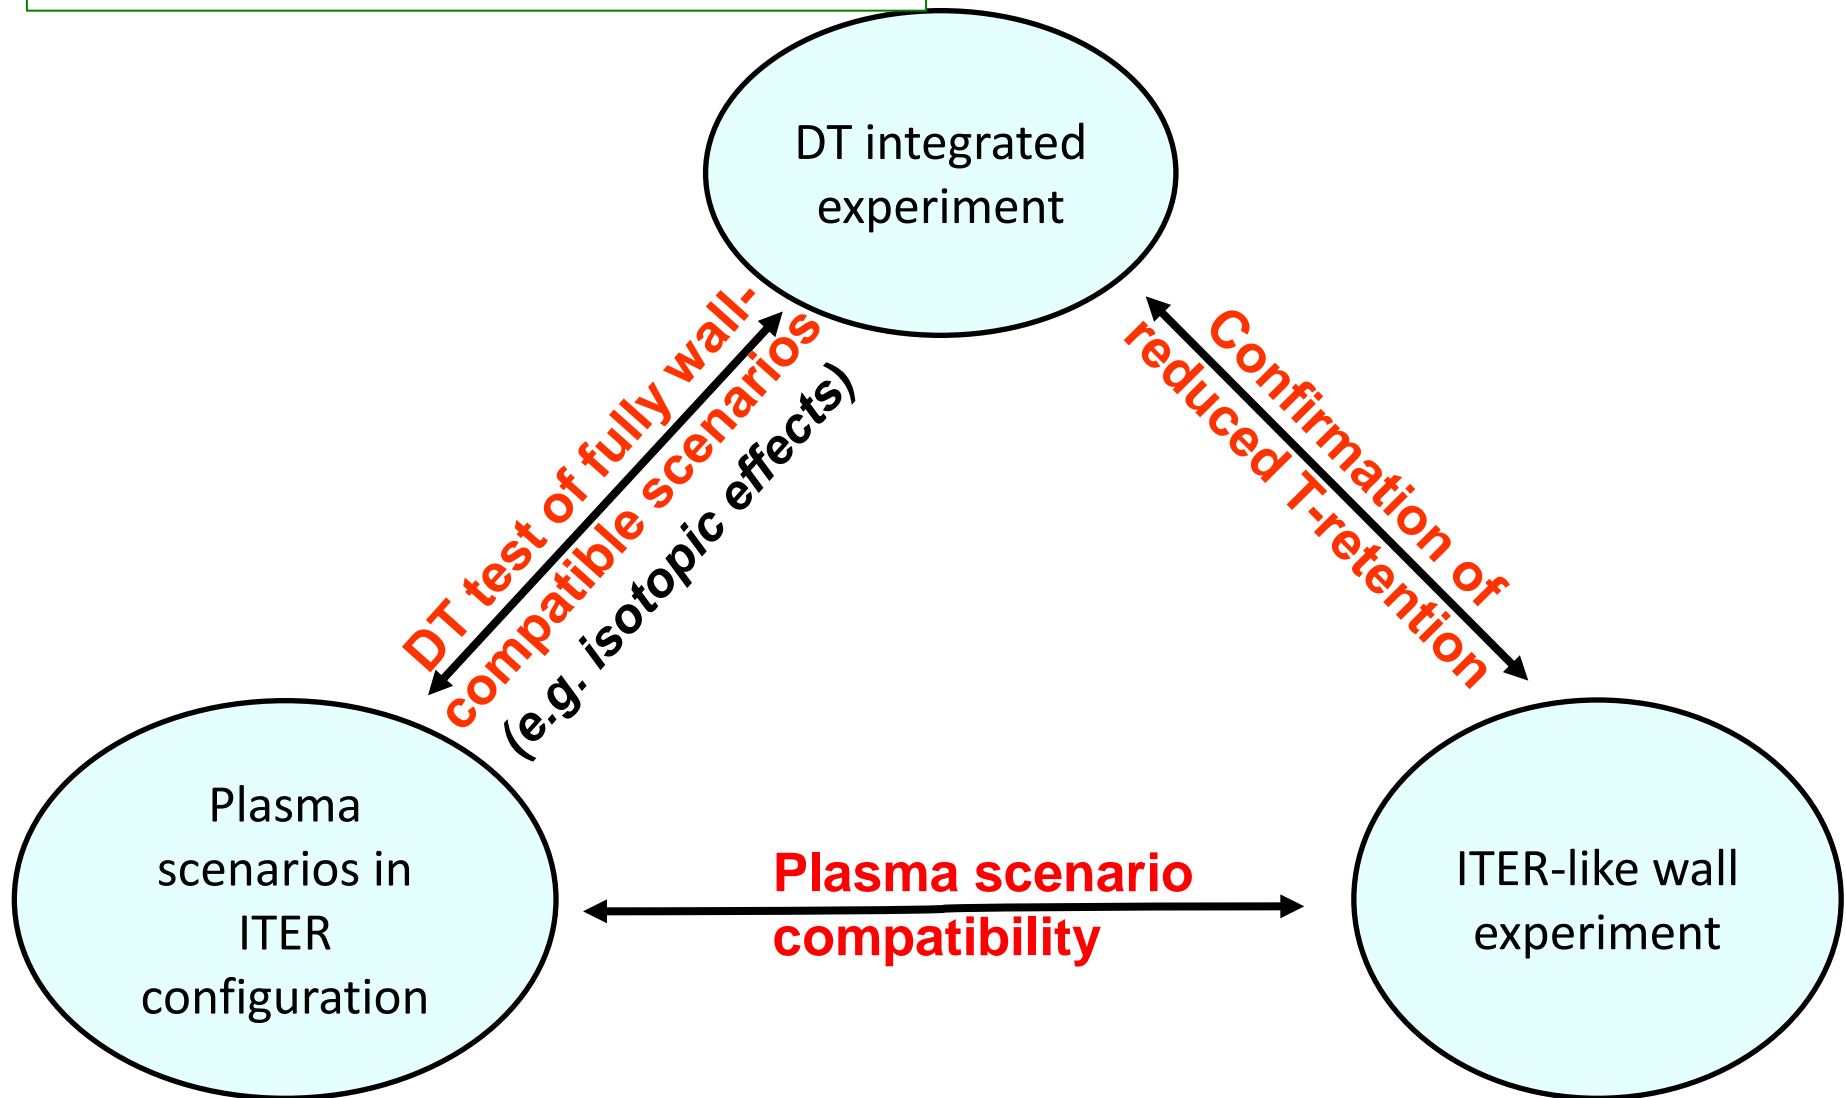 DT integrated
experiment
DT test of fully wall-
compatible scenarios
(e.g. isotopic effects)
Confirmation of
reduced T-retention
Plasma
scenarios in
ITER
configuration
Plasma scenario
compatibility
ITER-like wall
experiment